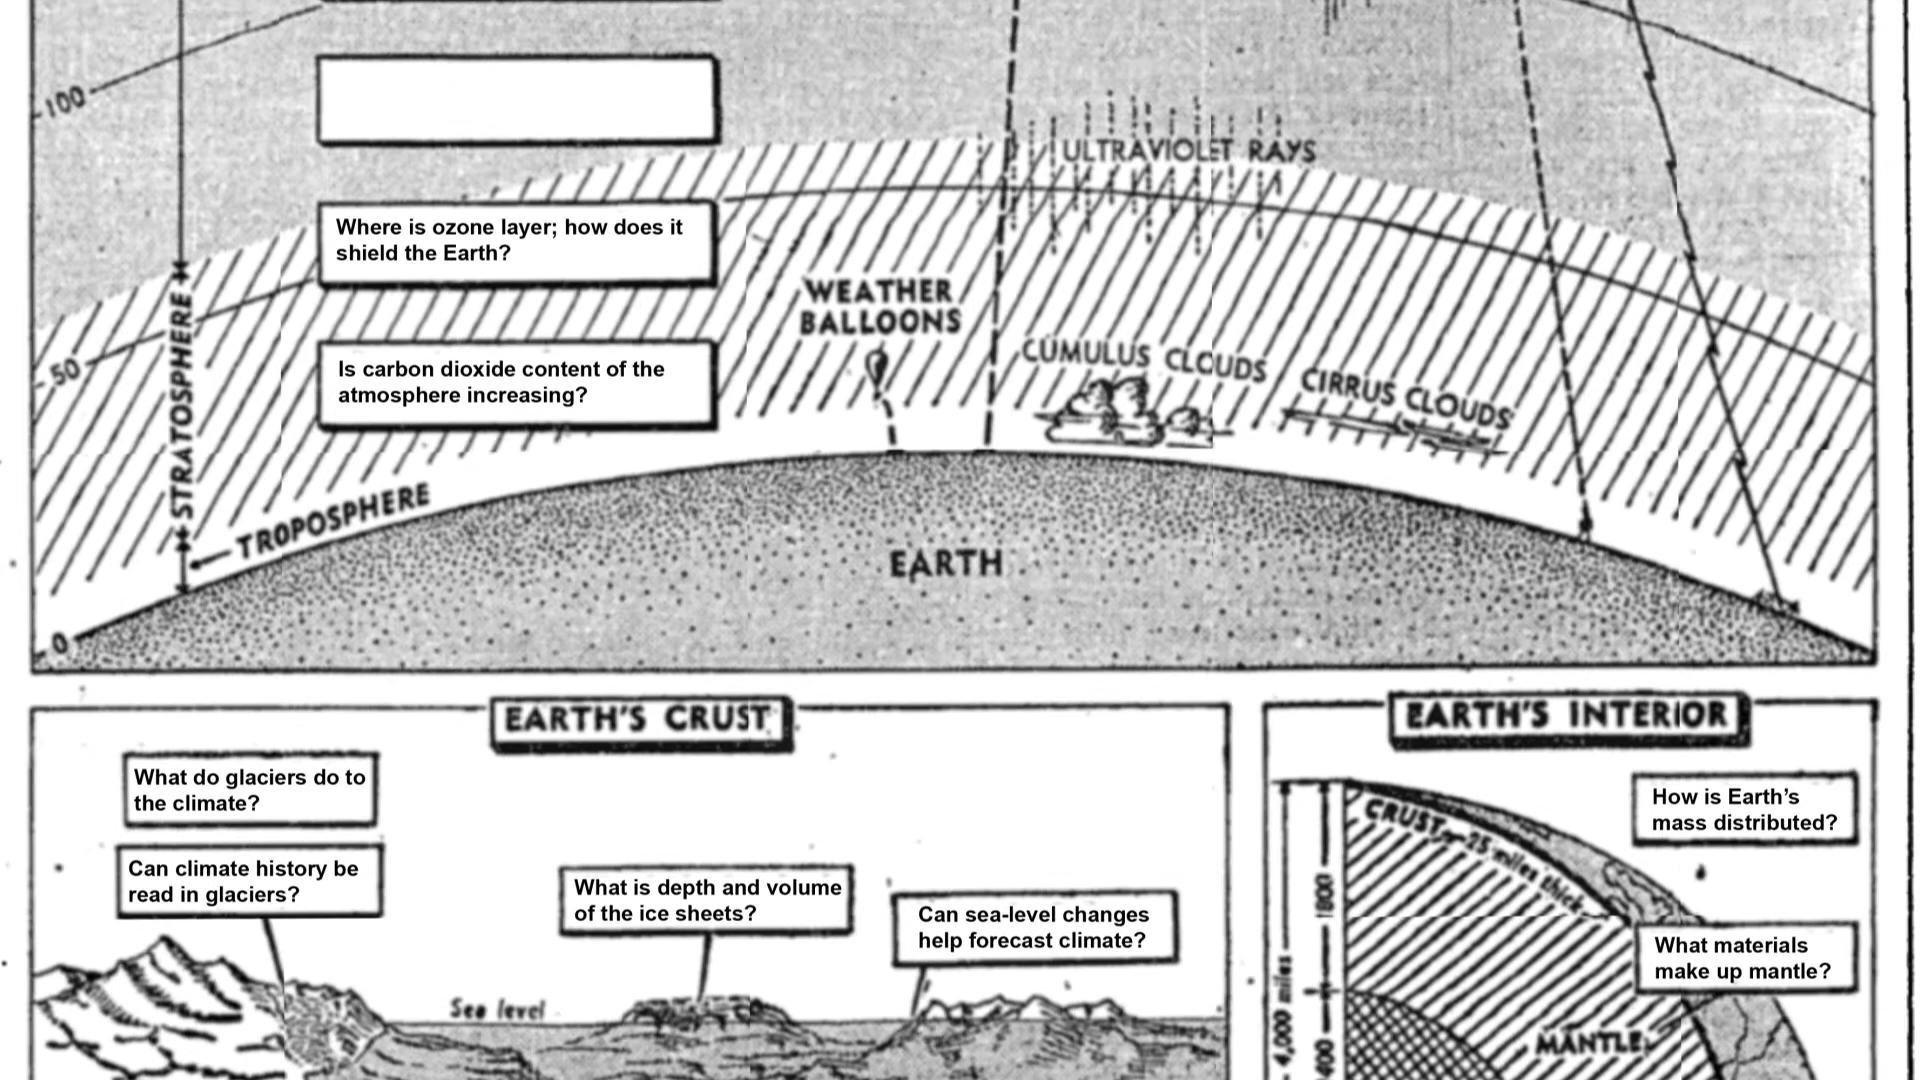 100
ULTRAVIOLET RAYS
Where is ozone layer; how does it
shield the Earth?
WEATHER
BALLOONS
CUMULUS CLOUDS
CIRRUS CLOUDS
50
STRATOSPHERE
Is carbon dioxide content of the
atmosphere increasing?
TROPOSPHERE
EARTH
0
EARTH'S CRUST
What do glaciers do to
the climate?
Can climate history be
read in glaciers?
What is depth and volume
of the ice sheets?
Can sea-level changes
help forecast climate?
Sea level
EARTH'S INTERIOR
How is Earth’s
mass distributed?
CRUST - 25 miles thick
1800
What materials
make up mantle?
4,000 miles
MANTLE